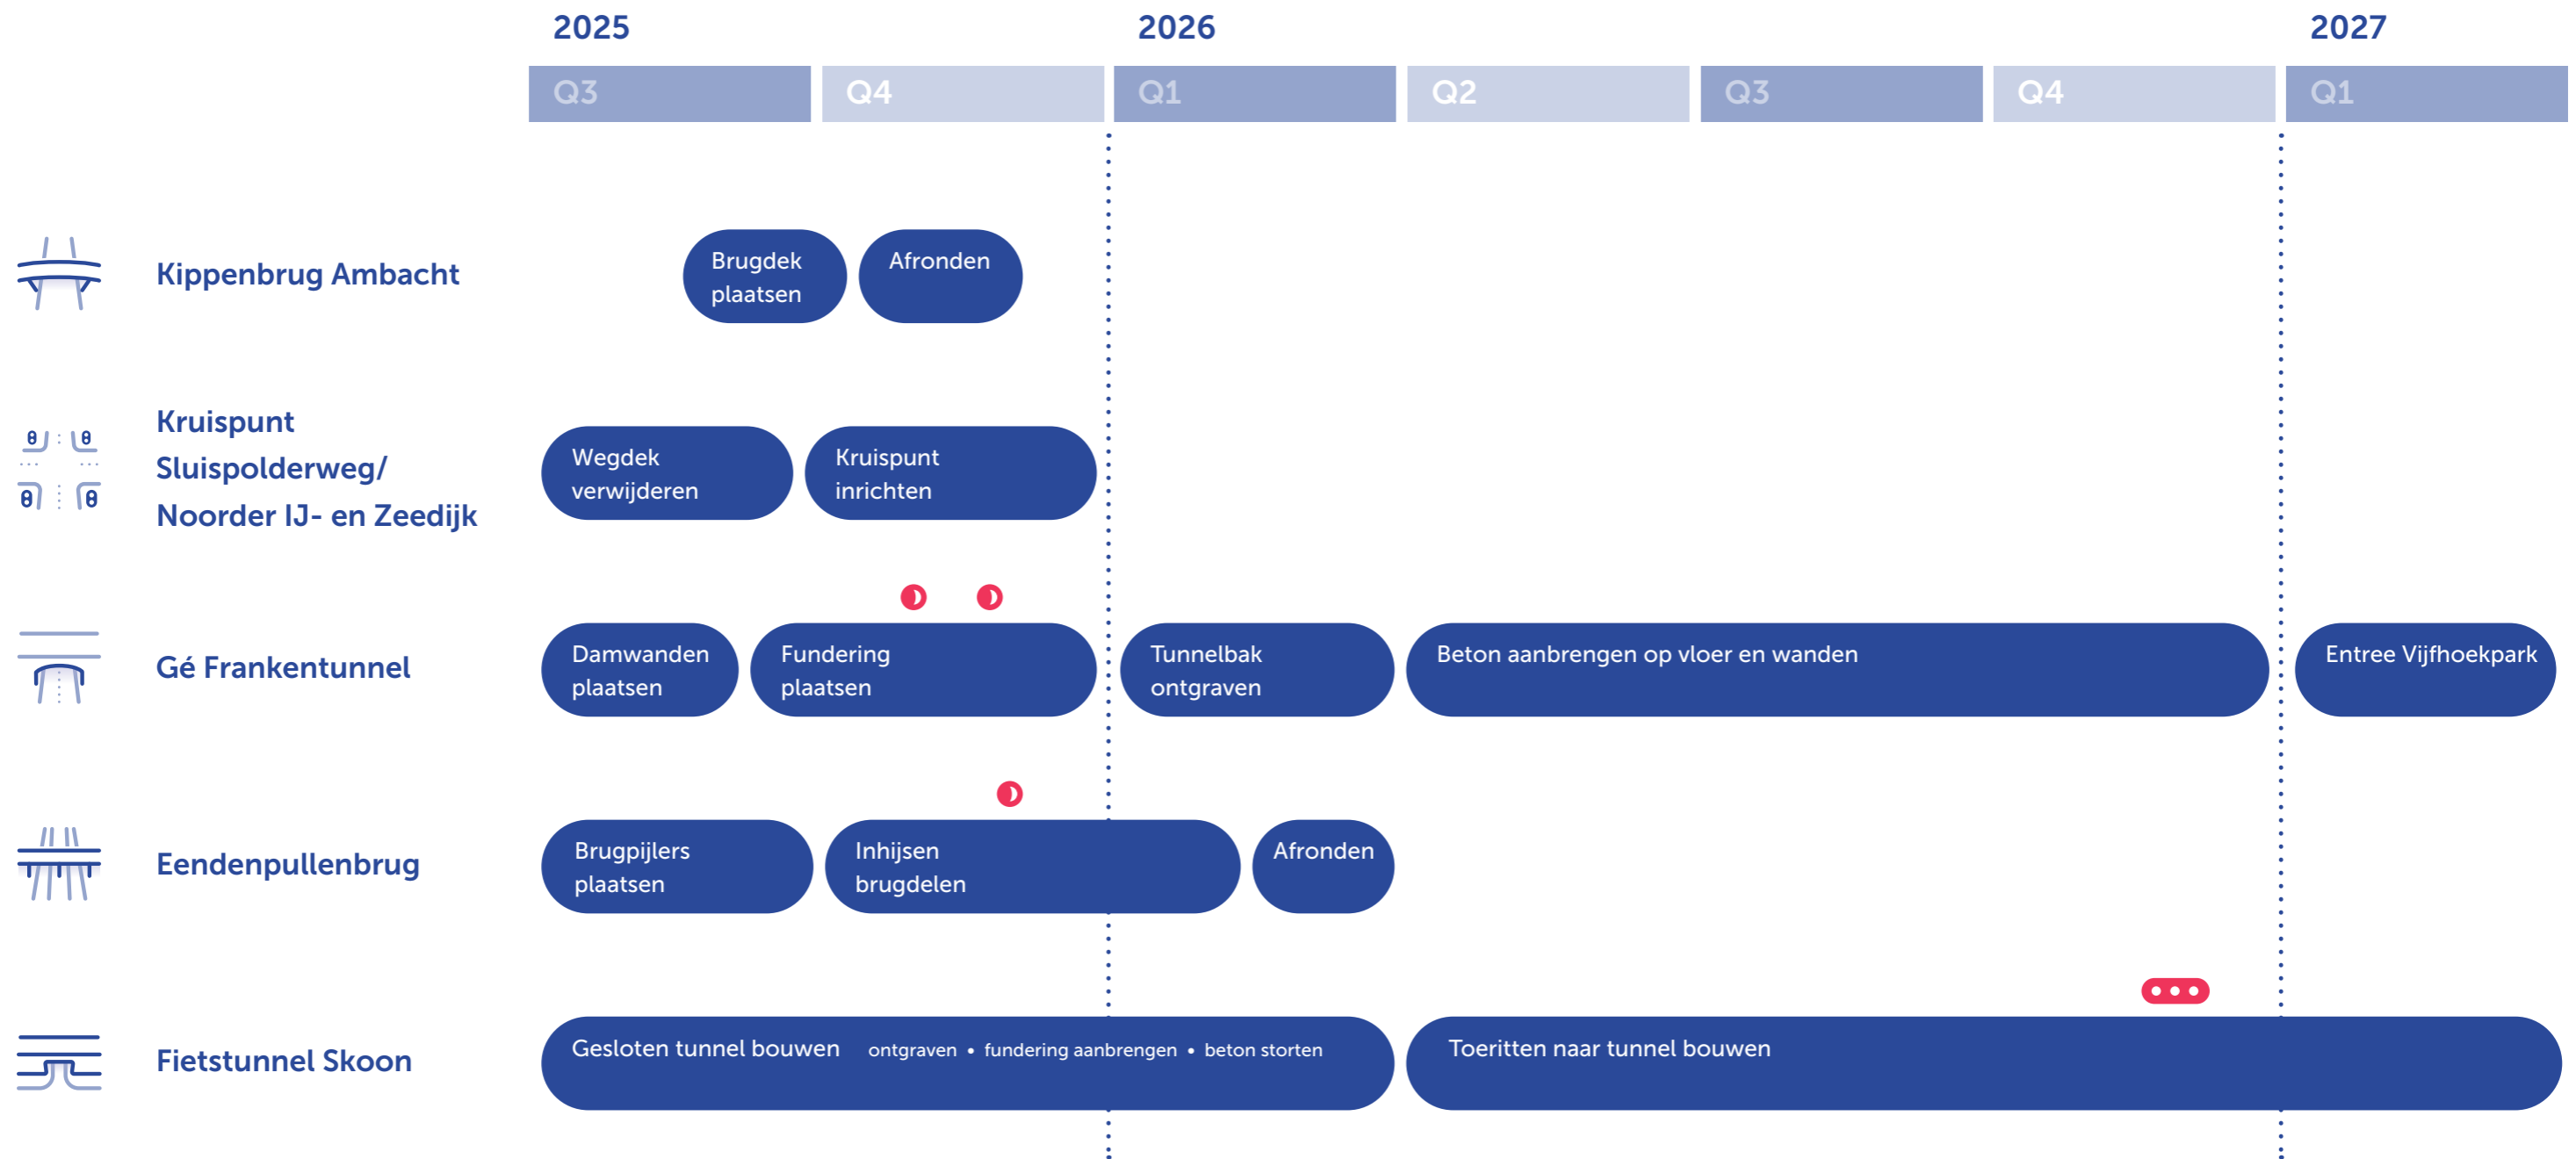 2025 2026 2027
Q3 Q4 Q1 Q2 Q3 Q4 Q1
Kippenbrug Ambacht
Brugdek
plaatsen
Afronden
Kruispunt
Sluispolderweg/
Noorder IJ- en Zeedijk
Wegdek
verwijderen
Kruispunt
inrichten
Gé Frankentunnel
Damwanden
plaatsen
Fundering
plaatsen
Tunnelbak
ontgraven
Beton aanbrengen op vloer en wanden
Entree Vijfhoekpark
Eendenpullenbrug
Brugpijlers
plaatsen
Inhijsen
brugdelen
Afronden
Fietstunnel Skoon
Gesloten tunnel bouwen ontgraven • fundering aanbrengen • beton storten
Toeritten naar tunnel bouwen